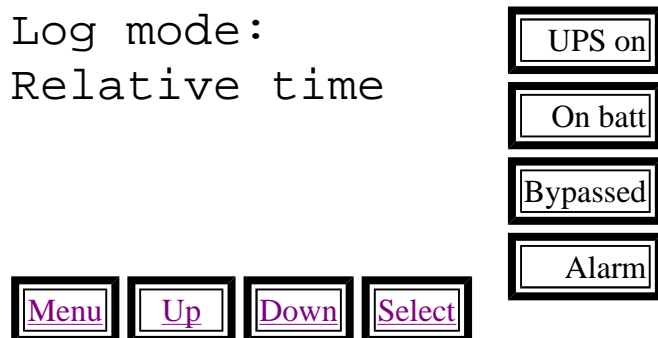 Log mode:
Relative time
UPS on
On batt
Bypassed
Alarm
Menu Up Down Select